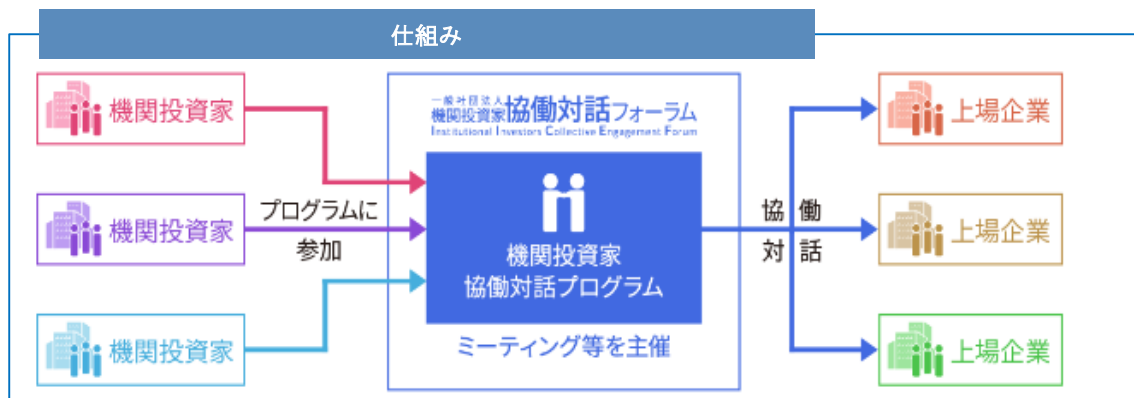 仕組み
機関投資家
機関投資家
機関投資家
プログラムに
参加
一般社団法人
機関投資家協働対話フォーラム
Institutional Investors Collective Engagement Forum
機関投資家
協働対話プログラム
ミーティング等を主催
協働
対話
上場企業
上場企業
上場企業